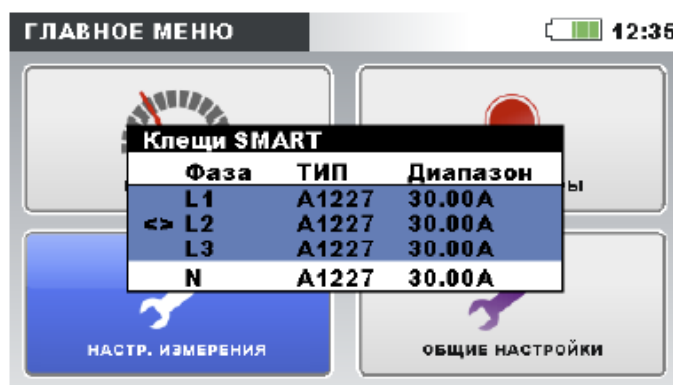 ГЛАВНОЕ МЕНЮ 12:35
Клещи SMART
Фаза ТИП Диапазон
L1 A1227 30.00A
<> L2 A1227 30.00A
L3 A1227 30.00A
N A1227 30.00A
НАСТР. ИЗМЕРЕНИЯ ОБЩИЕ НАСТРОЙКИ